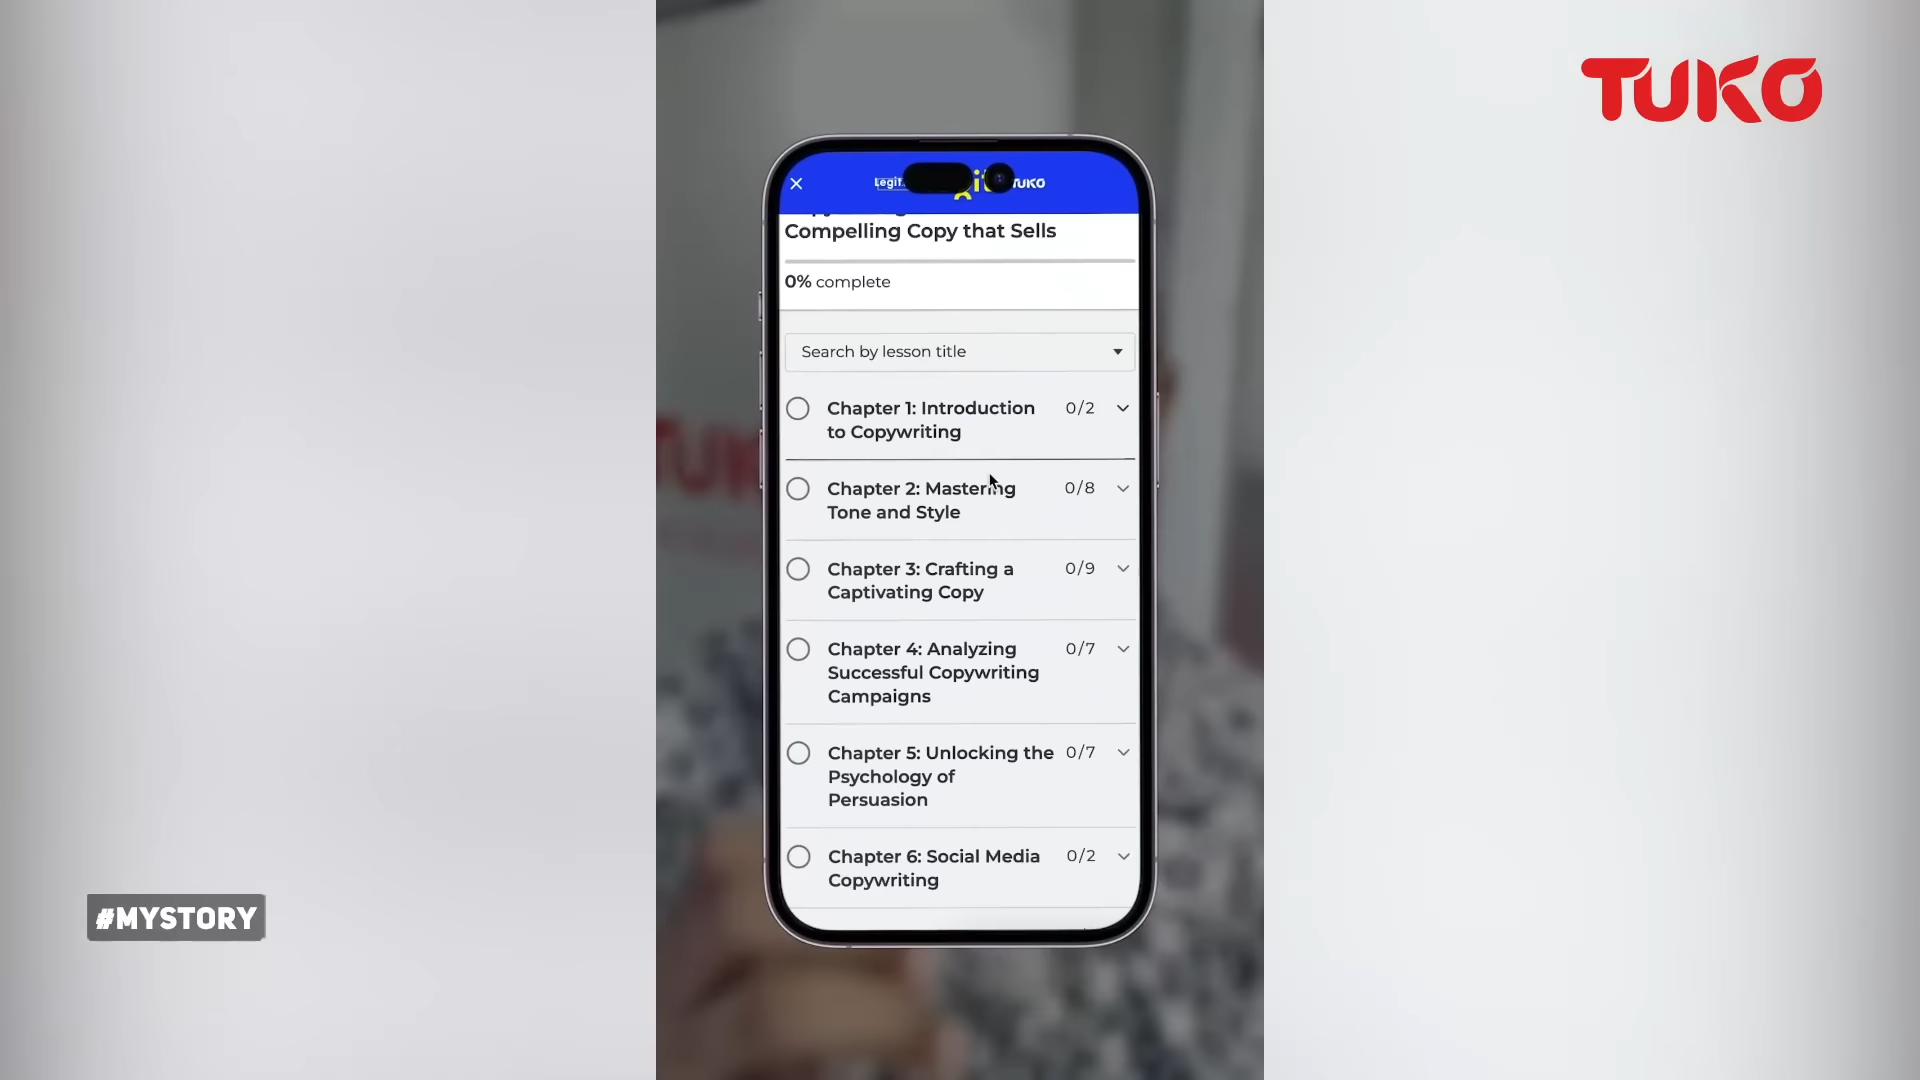 TUKO
Legit
git
TUKO
Compelling Copy that Sells
0% complete
Search by lesson title
Chapter 1: Introduction 0/2
to Copywriting
Chapter 2: Mastering 0/8
Tone and Style
Chapter 3: Crafting a 0/9
Captivating Copy
Chapter 4: Analyzing 0/7
Successful Copywriting
Campaigns
Chapter 5: Unlocking the 0/7
Psychology of
Persuasion
Chapter 6: Social Media 0/2
Copywriting
#MYSTORY